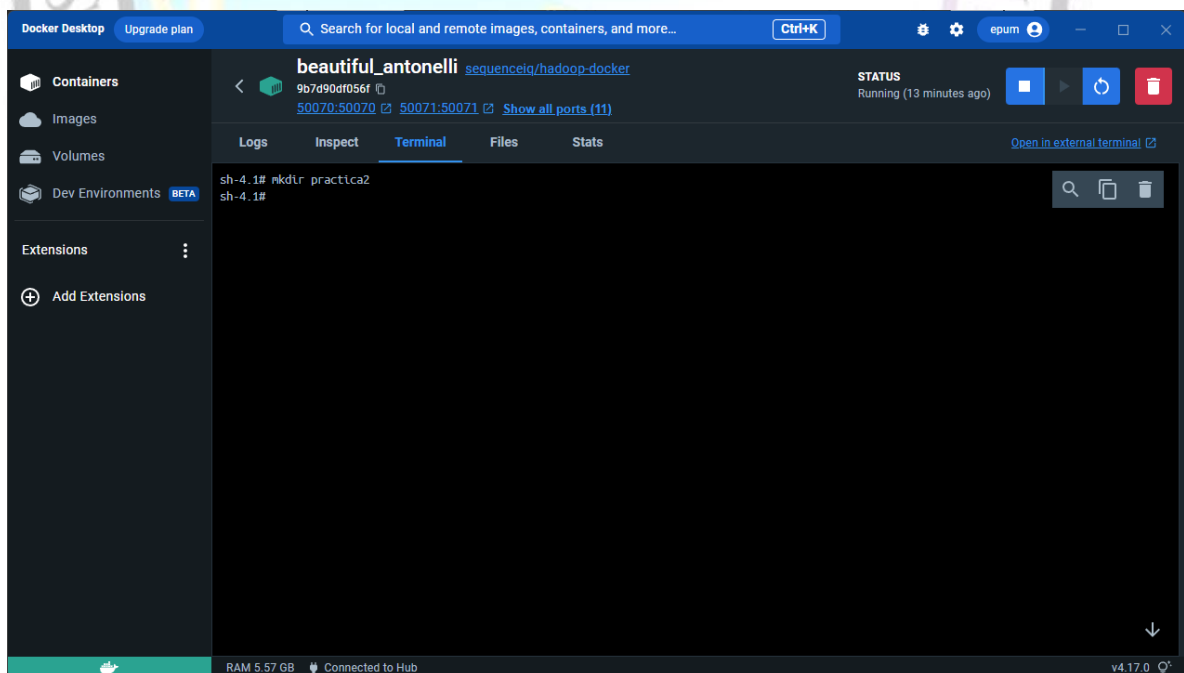 Docker Desktop Upgrade plan Search for local and remote images, containers, and more... Ctrl+K epum
Containers
Images
Volumes
Dev Environments BETA
Extensions
Add Extensions
beautiful_antonelli sequenceiq/hadoop-docker
9b7d90df056f
50070:50070 50071:50071 Show all ports (11)
STATUS
Running (13 minutes ago)
Logs Inspect Terminal Files Stats Open in external terminal
sh-4.1# mkdir practica2
sh-4.1#
RAM 5.57 GB Connected to Hub v4.17.0